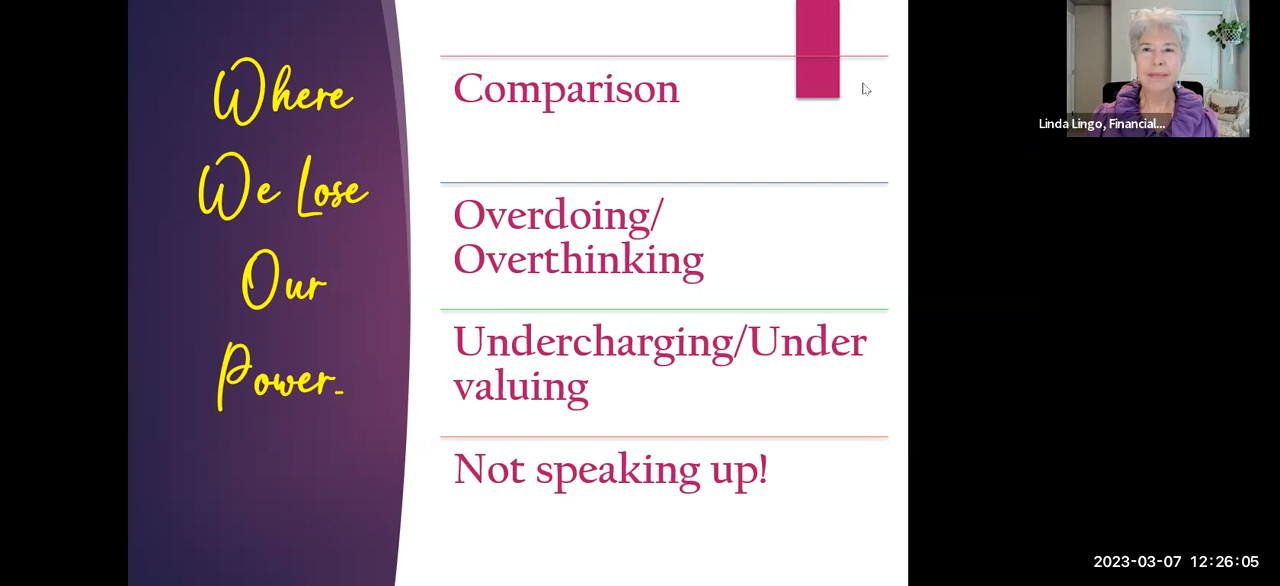 Where
We Lose
Our
Power...
Comparison
Overdoing/
Overthinking
Undercharging/Under
valuing
Not speaking up!
Linda Lingo, Financial...
2023-03-07 12:26:05